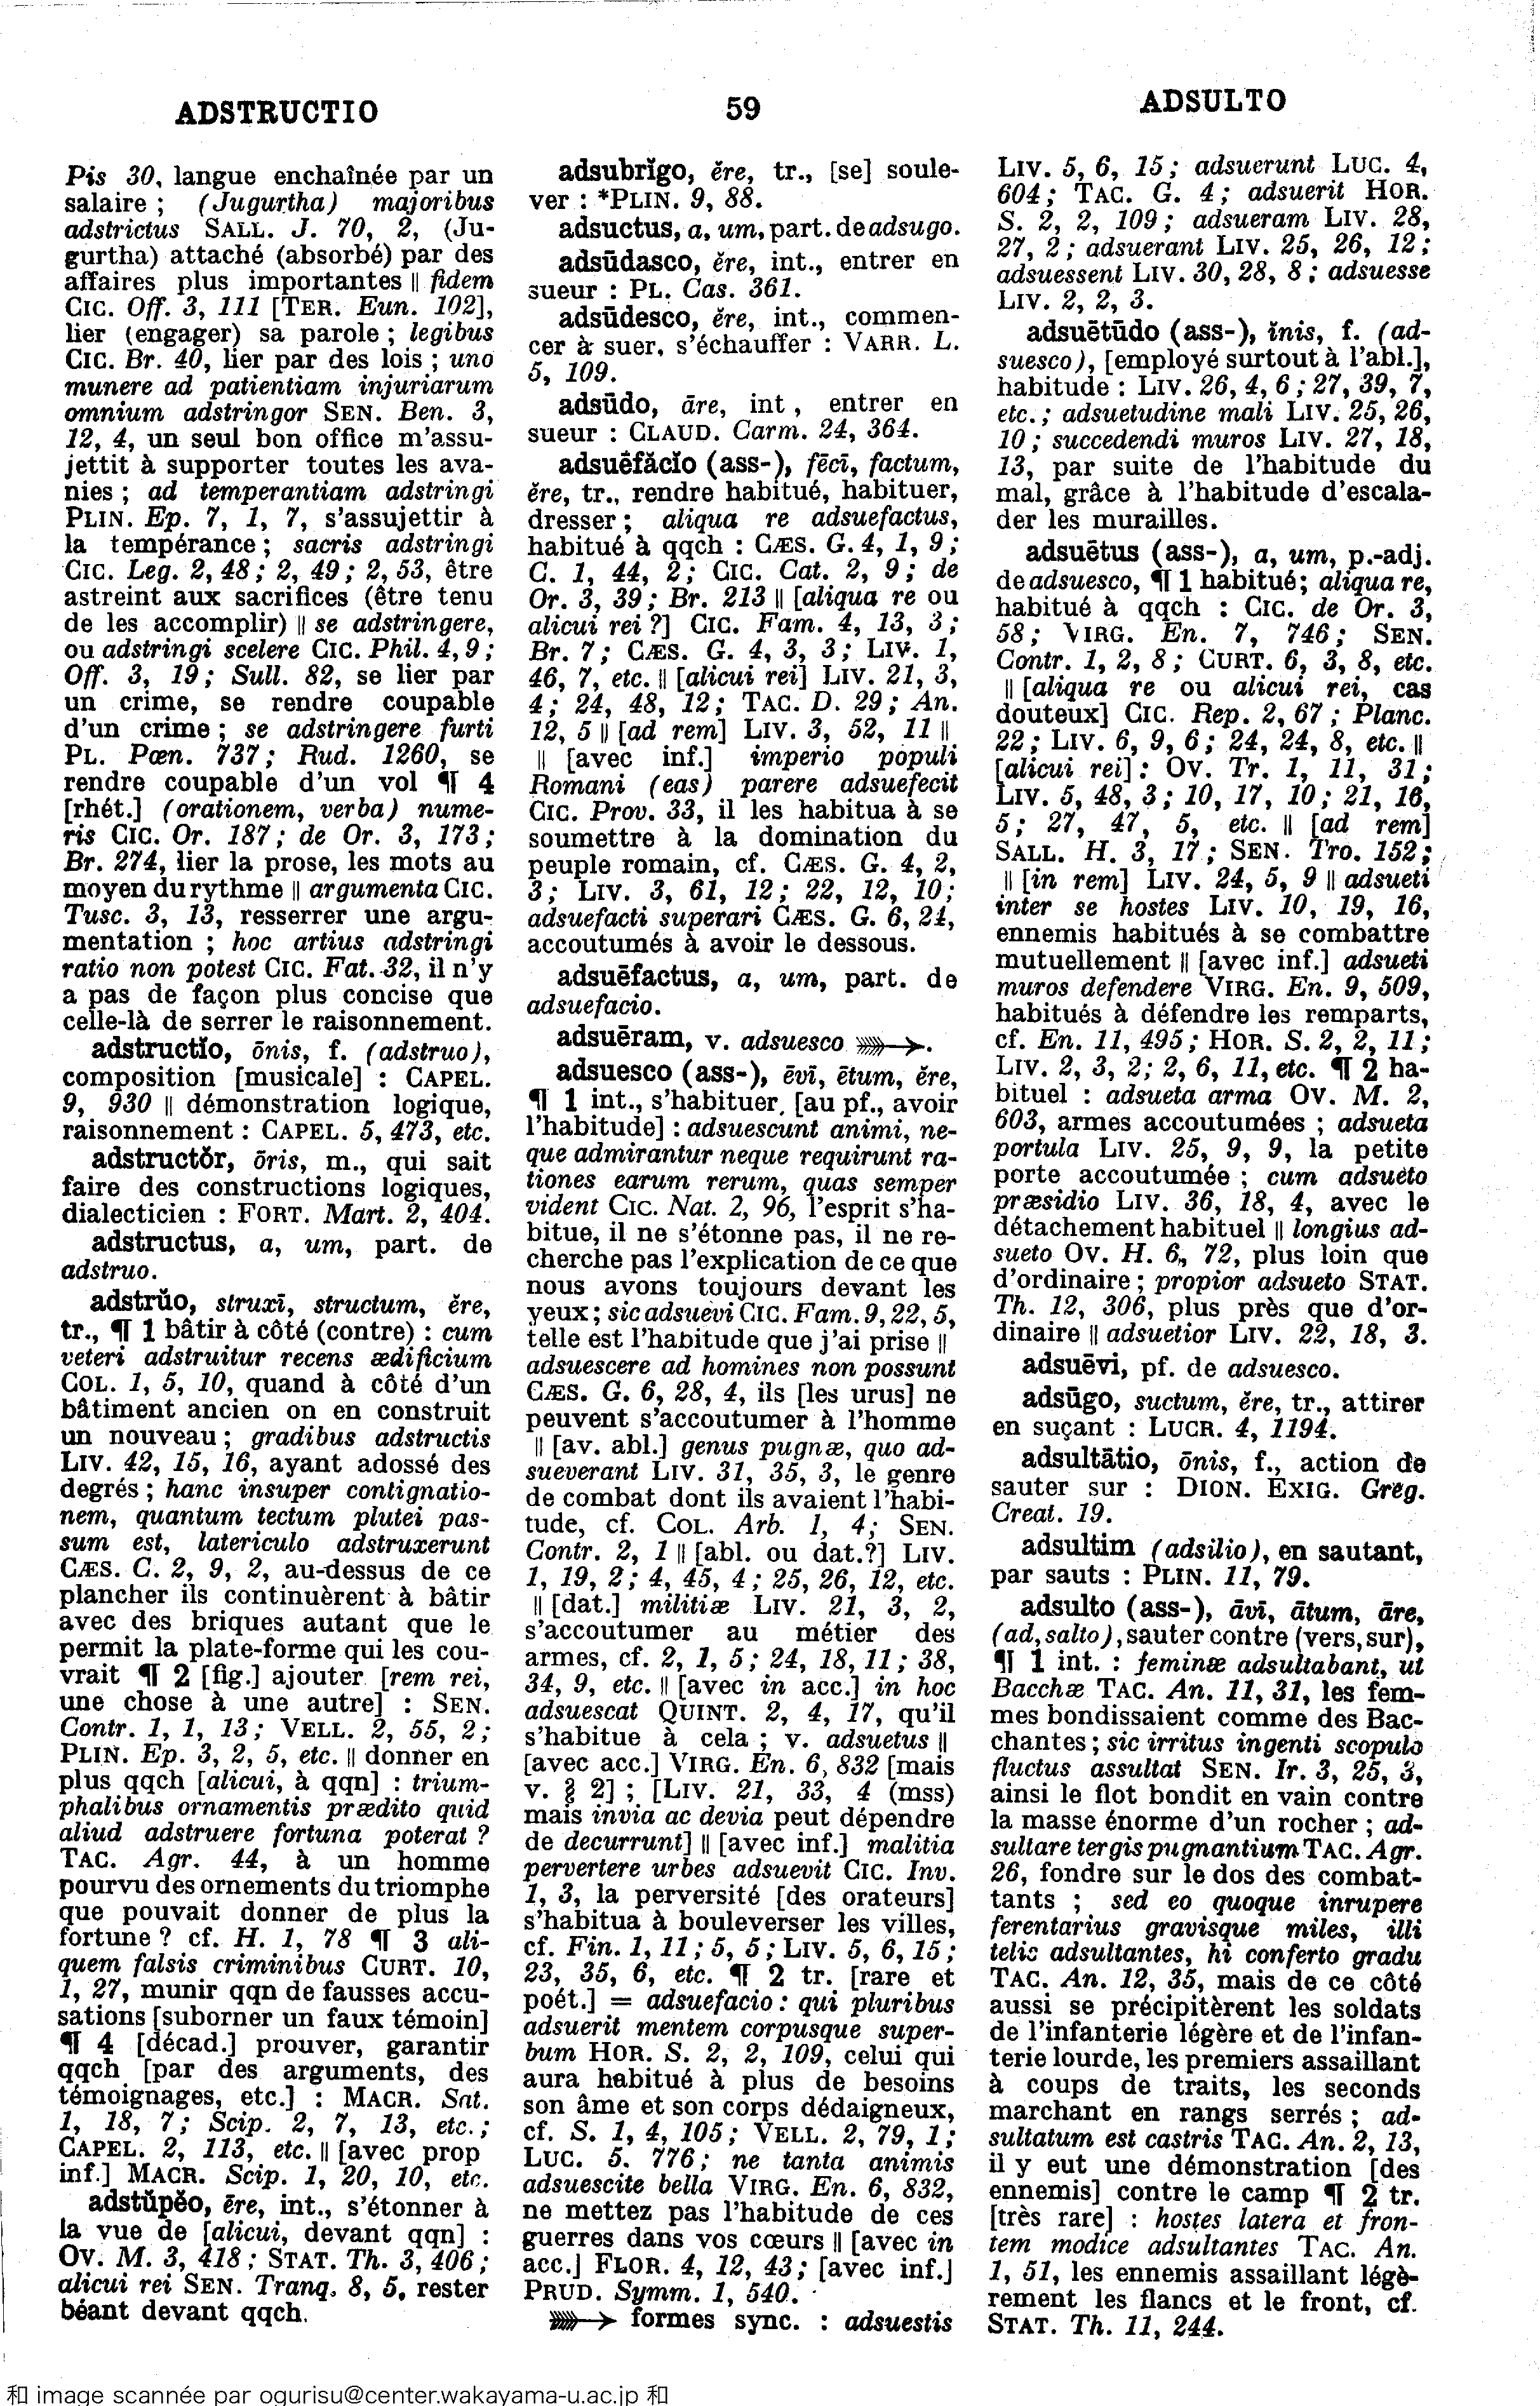 ADSTRUCTIO
59
ADSULTO
Pis 30, langue enchaînée par un
salaire ; (Jugurtha) majoribus
adstrictus SALL. J. 70, 2, (Ju-
gurtha) attaché (absorbé) par des
affaires plus importantes || fidem
CIC. Off. 3, 111 [TER. Eun. 102],
lier (engager) sa parole ; legibus
CIC. Br. 40, lier par des lois ; uno
munere ad patientiam injuriarum
omnium adstringor SEN. Ben. 3,
12, 4, un seul bon office m'assu-
jettit à supporter toutes les ava-
nies ; ad temperantiam adstringi
PLIN. Ep. 7, 1, 7, s'assujettir à
la tempérance ; sacris adstringi
CIC. Leg. 2, 48 ; 2, 49 ; 2, 53, être
astreint aux sacrifices (être tenu
de les accomplir) || se adstringere,
ou adstringi scelere CIC. Phil. 4, 9 ;
Off. 3, 19 ; Sull. 82, se lier par
un crime, se rendre coupable
d'un crime ; se adstringere furti
PL. Pœn. 737 ; Rud. 1260, se
rendre coupable d'un vol ¶ 4
[rhét.] (orationem, verba) nume-
ris CIC. Or. 187 ; de Or. 3, 173 ;
Br. 274, lier la prose, les mots au
moyen du rythme || argumenta CIC.
Tusc. 3, 13, resserrer une argu-
mentation ; hoc artius adstringi
ratio non potest CIC. Fat. 32, il n'y
a pas de façon plus concise que
celle-là de serrer le raisonnement.
adstructĭo, ōnis, f. (adstruo),
composition [musicale] : CAPEL.
9, 930 || démonstration logique,
raisonnement : CAPEL. 5, 473, etc.
adstructŏr, ōris, m., qui sait
faire des constructions logiques,
dialecticien : FORT. Mart. 2, 404.
adstructus, a, um, part. de
adstruo.
adstrŭo, struxī, structum, ĕre,
tr., ¶ 1 bâtir à côté (contre) : cum
veteri adstruitur recens ædificium
COL. 1, 5, 10, quand à côté d'un
bâtiment ancien on en construit
un nouveau ; gradibus adstructis
LIV. 42, 15, 16, ayant adossé des
degrés ; hanc insuper contignatio-
nem, quantum tectum plutei pas-
sum est, latericulo adstruxerunt
CÆS. C. 2, 9, 2, au-dessus de ce
plancher ils continuèrent à bâtir
avec des briques autant que le
permit la plate-forme qui les cou-
vrait ¶ 2 [fig.] ajouter [rem rei,
une chose à une autre] : SEN.
Contr. 1, 1, 13 ; VELL. 2, 55, 2 ;
PLIN. Ep. 3, 2, 5, etc. || donner en
plus qqch [alicui, à qqn] : trium-
phalibus ornamentis prædito quid
aliud adstruere fortuna poterat ?
TAC. Agr. 44, à un homme
pourvu des ornements du triomphe
que pouvait donner de plus la
fortune ? cf. H. 1, 78 ¶ 3 ali-
quem falsis criminibus CURT. 10,
1, 27, munir qqn de fausses accu-
sations [suborner un faux témoin]
¶ 4 [décad.] prouver, garantir
qqch [par des arguments, des
témoignages, etc.] : MACR. Sat.
1, 18, 7 ; Scip. 2, 7, 13, etc. ;
CAPEL. 2, 113, etc. || [avec prop
inf.] MACR. Scip. 1, 20, 10, etc.
adstŭpĕo, ēre, int., s'étonner à
la vue de [alicui, devant qqn] :
OV. M. 3, 418 ; STAT. Th. 3, 406 ;
alicui rei SEN. Tranq. 8, 5, rester
béant devant qqch.
adsubrĭgo, ĕre, tr., [se] soule-
ver : *PLIN. 9, 88.
adsuctus, a, um, part. de adsugo.
adsūdasco, ĕre, int., entrer en
sueur : PL. Cas. 361.
adsūdesco, ĕre, int., commen-
cer à suer, s'échauffer : VARR. L.
5, 109.
adsūdo, āre, int , entrer en
sueur : CLAUD. Carm. 24, 364.
adsuēfăcĭo (ass-), fēcī, factum,
ĕre, tr., rendre habitué, habituer,
dresser ; aliqua re adsuefactus,
habitué à qqch : CÆS. G. 4, 1, 9 ;
C. 1, 44, 2 ; CIC. Cat. 2, 9 ; de
Or. 3, 39 ; Br. 213 || [aliqua re ou
alicui rei ?] CIC. Fam. 4, 13, 3 ;
Br. 7 ; CÆS. G. 4, 3, 3 ; LIV. 1,
46, 7, etc. || [alicui rei] LIV. 21, 3,
4 ; 24, 48, 12 ; TAC. D. 29 ; An.
12, 5 || [ad rem] LIV. 3, 52, 11 ||
|| [avec inf.] imperio populi
Romani (eas) parere adsuefecit
CIC. Prov. 33, il les habitua à se
soumettre à la domination du
peuple romain, cf. CÆS. G. 4, 2,
3 ; LIV. 3, 61, 12 ; 22, 12, 10 ;
adsuefacti superari CÆS. G. 6, 24,
accoutumés à avoir le dessous.
adsuēfactus, a, um, part. de
adsuefacio.
adsuēram, v. adsuesco ⟫→.
adsuesco (ass-), ēvī, ētum, ĕre,
¶ 1 int., s'habituer, [au pf., avoir
l'habitude] : adsuescunt animi, ne-
que admirantur neque requirunt ra-
tiones earum rerum, quas semper
vident CIC. Nat. 2, 96, l'esprit s'ha-
bitue, il ne s'étonne pas, il ne re-
cherche pas l'explication de ce que
nous avons toujours devant les
yeux ; sic adsuevi CIC. Fam. 9, 22, 5,
telle est l'habitude que j'ai prise ||
adsuescere ad homines non possunt
CÆS. G. 6, 28, 4, ils [les urus] ne
peuvent s'accoutumer à l'homme
|| [av. abl.] genus pugnæ, quo ad-
sueverant LIV. 31, 35, 3, le genre
de combat dont ils avaient l'habi-
tude, cf. COL. Arb. 1, 4 ; SEN.
Contr. 2, 1 || [abl. ou dat.?] LIV.
1, 19, 2 ; 4, 45, 4 ; 25, 26, 12, etc.
|| [dat.] militiæ LIV. 21, 3, 2,
s'accoutumer au métier des
armes, cf. 2, 1, 5 ; 24, 18, 11 ; 38,
34, 9, etc. || [avec in acc.] in hoc
adsuescat QUINT. 2, 4, 17, qu'il
s'habitue à cela ; v. adsuetus ||
[avec acc.] VIRG. En. 6, 832 [mais
v. § 2] ; [LIV. 21, 33, 4 (mss)
mais invia ac devia peut dépendre
de decurrunt] || [avec inf.] malitia
pervertere urbes adsuevit CIC. Inv.
1, 3, la perversité [des orateurs]
s'habitua à bouleverser les villes,
cf. Fin. 1, 11 ; 5, 5 ; LIV. 5, 6, 15 ;
23, 35, 6, etc. ¶ 2 tr. [rare et
poét.] = adsuefacio : qui pluribus
adsuerit mentem corpusque super-
bum HOR. S. 2, 2, 109, celui qui
aura habitué à plus de besoins
son âme et son corps dédaigneux,
cf. S. 1, 4, 105 ; VELL. 2, 79, 1 ;
LUC. 5. 776 ; ne tanta animis
adsuescite bella VIRG. En. 6, 832,
ne mettez pas l'habitude de ces
guerres dans vos cœurs || [avec in
acc.] FLOR. 4, 12, 43 ; [avec inf.]
PRUD. Symm. 1, 540.
⟫→ formes sync. : adsuestis
LIV. 5, 6, 15 ; adsuerunt LUC. 4,
604 ; TAC. G. 4 ; adsuerit HOR.
S. 2, 2, 109 ; adsueram LIV. 28,
27, 2 ; adsuerant LIV. 25, 26, 12 ;
adsuessent LIV. 30, 28, 8 ; adsuesse
LIV. 2, 2, 3.
adsuētūdo (ass-), ĭnis, f. (ad-
suesco), [employé surtout à l'abl.],
habitude : LIV. 26, 4, 6 ; 27, 39, 7,
etc. ; adsuetudine mali LIV. 25, 26,
10 ; succedendi muros LIV. 27, 18,
13, par suite de l'habitude du
mal, grâce à l'habitude d'escala-
der les murailles.
adsuētus (ass-), a, um, p.-adj.
de adsuesco, ¶ 1 habitué ; aliqua re,
habitué à qqch : CIC. de Or. 3,
58 ; VIRG. En. 7, 746 ; SEN.
Contr. 1, 2, 8 ; CURT. 6, 3, 8, etc.
|| [aliqua re ou alicui rei, cas
douteux] CIC. Rep. 2, 67 ; Planc.
22 ; LIV. 6, 9, 6 ; 24, 24, 8, etc. ||
[alicui rei] : OV. Tr. 1, 11, 31 ;
LIV. 5, 48, 3 ; 10, 17, 10 ; 21, 16,
5 ; 27, 47, 5, etc. || [ad rem]
SALL. H. 3, 17 ; SEN. Tro. 152 ;
|| [in rem] LIV. 24, 5, 9 || adsueti
inter se hostes LIV. 10, 19, 16,
ennemis habitués à se combattre
mutuellement || [avec inf.] adsueti
muros defendere VIRG. En. 9, 509,
habitués à défendre les remparts,
cf. En. 11, 495 ; HOR. S. 2, 2, 11 ;
LIV. 2, 3, 2 ; 2, 6, 11, etc. ¶ 2 ha-
bituel : adsueta arma OV. M. 2,
603, armes accoutumées ; adsueta
portula LIV. 25, 9, 9, la petite
porte accoutumée ; cum adsueto
præsidio LIV. 36, 18, 4, avec le
détachement habituel || longius ad-
sueto OV. H. 6, 72, plus loin que
d'ordinaire ; propior adsueto STAT.
Th. 12, 306, plus près que d'or-
dinaire || adsuetior LIV. 22, 18, 3.
adsuēvi, pf. de adsuesco.
adsūgo, suctum, ĕre, tr., attirer
en suçant : LUCR. 4, 1194.
adsultātio, ōnis, f., action de
sauter sur : DION. EXIG. Greg.
Creat. 19.
adsultim (adsilio), en sautant,
par sauts : PLIN. 11, 79.
adsulto (ass-), āvī, ātum, āre,
(ad, salto), sauter contre (vers, sur),
¶ 1 int. : feminæ adsultabant, ut
Bacchæ TAC. An. 11, 31, les fem-
mes bondissaient comme des Bac-
chantes ; sic irritus ingenti scopulo
fluctus assultat SEN. Ir. 3, 25, 3,
ainsi le flot bondit en vain contre
la masse énorme d'un rocher ; ad-
sultare tergis pugnantium TAC. Agr.
26, fondre sur le dos des combat-
tants ; sed eo quoque inrupere
ferentarius gravisque miles, illi
telis adsultantes, hi conferto gradu
TAC. An. 12, 35, mais de ce côté
aussi se précipitèrent les soldats
de l'infanterie légère et de l'infan-
terie lourde, les premiers assaillant
à coups de traits, les seconds
marchant en rangs serrés ; ad-
sultatum est castris TAC. An. 2, 13,
il y eut une démonstration [des
ennemis] contre le camp ¶ 2 tr.
[très rare] : hostes latera et fron-
tem modice adsultantes TAC. An.
1, 51, les ennemis assaillant légè-
rement les flancs et le front, cf.
STAT. Th. 11, 244.
和 image scannée par ogurisu@center.wakayama-u.ac.jp 和